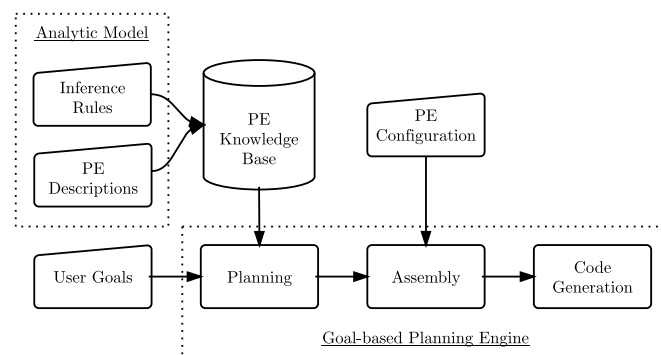 Analytic Model
Inference
Rules
PE
Descriptions
PE
Knowledge
Base
PE
Configuration
User Goals
Planning
Assembly
Code
Generation
Goal-based Planning Engine